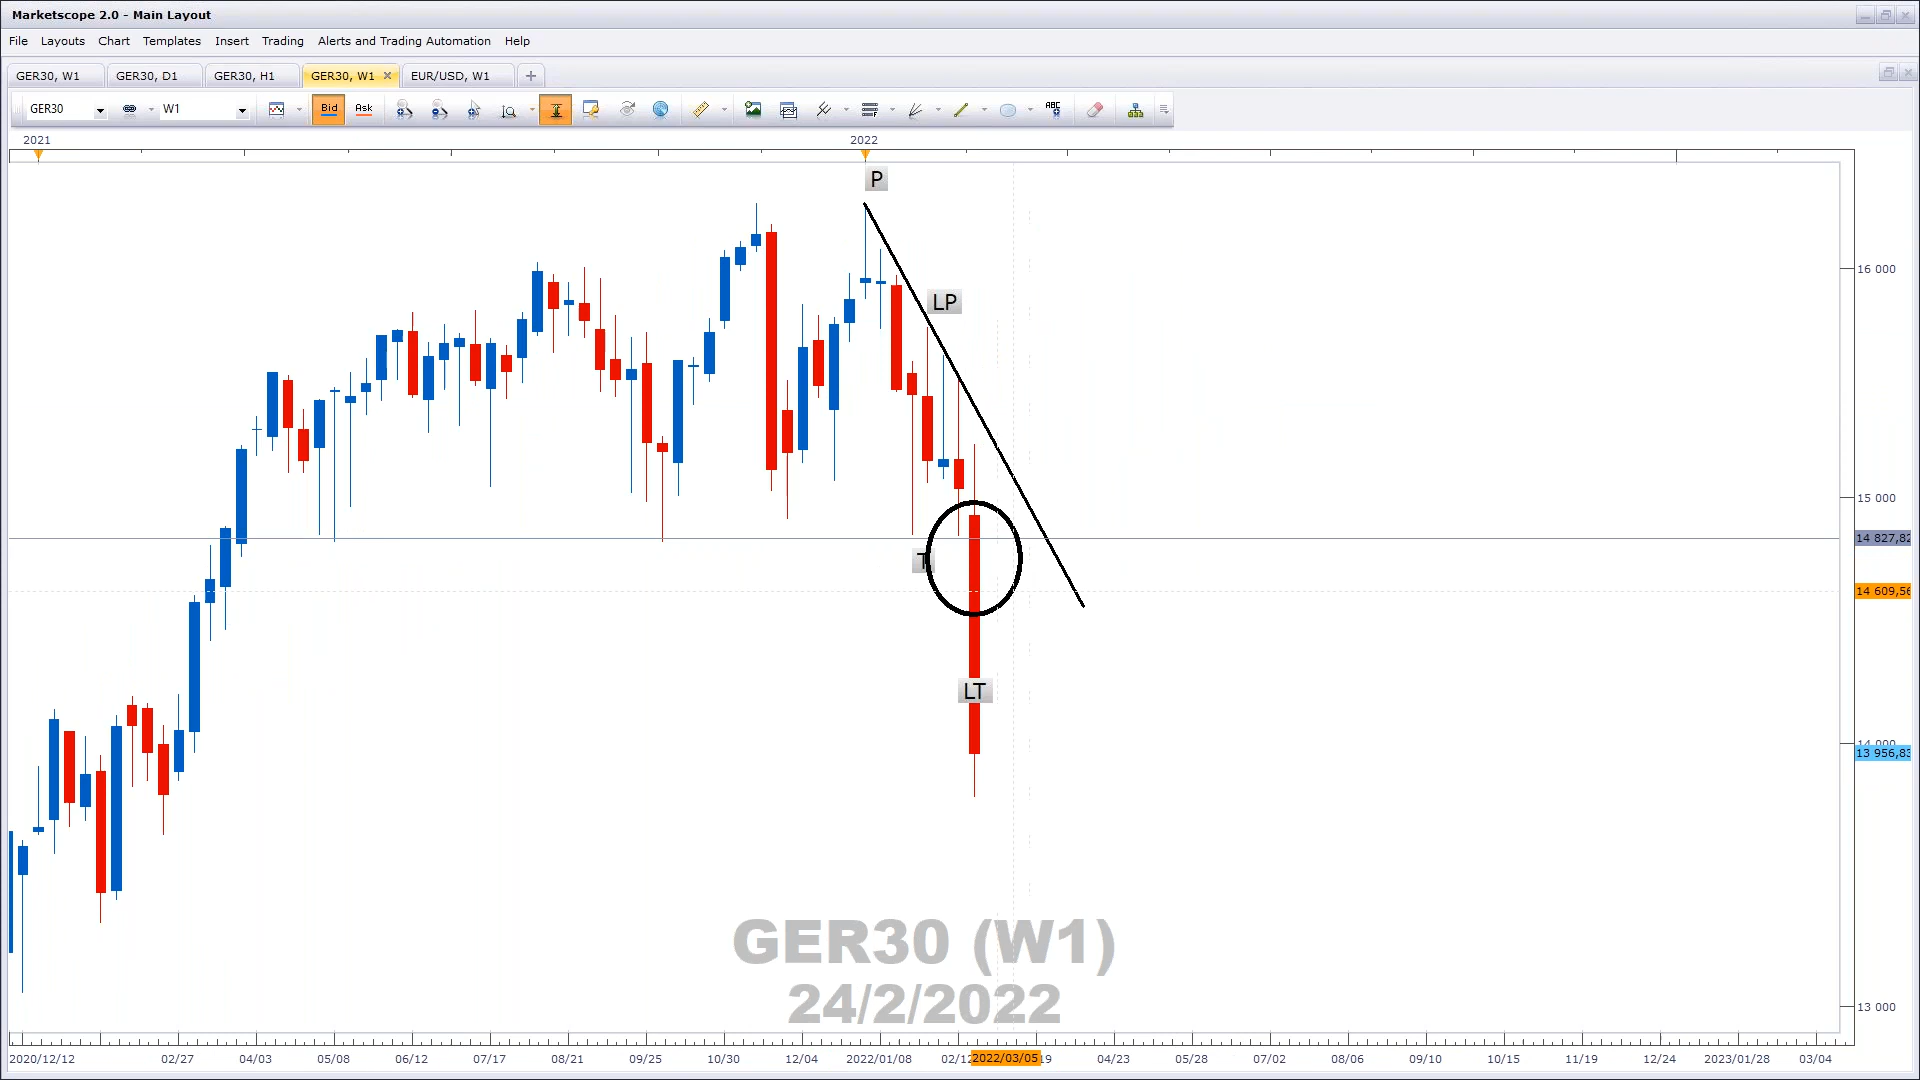 Marketscope 2.0 - Main Layout
File Layouts Chart Templates Insert Trading Alerts and Trading Automation Help
GER30, W1 GER30, D1 GER30, H1 GER30, W1 EUR/USD, W1
GER30 W1 Bid Ask ABC
2021 2022
P
16 000
LP
15 000
14 827,82
T
14 609,56
LT
14 000
13 956,83
GER30 (W1)
24/2/2022
13 000
2020/12/12 02/27 04/03 05/08 06/12 07/17 08/21 09/25 10/30 12/04 2022/01/08 02/12 2022/03/05 19 04/23 05/28 07/02 08/06 09/10 10/15 11/19 12/24 2023/01/28 03/04